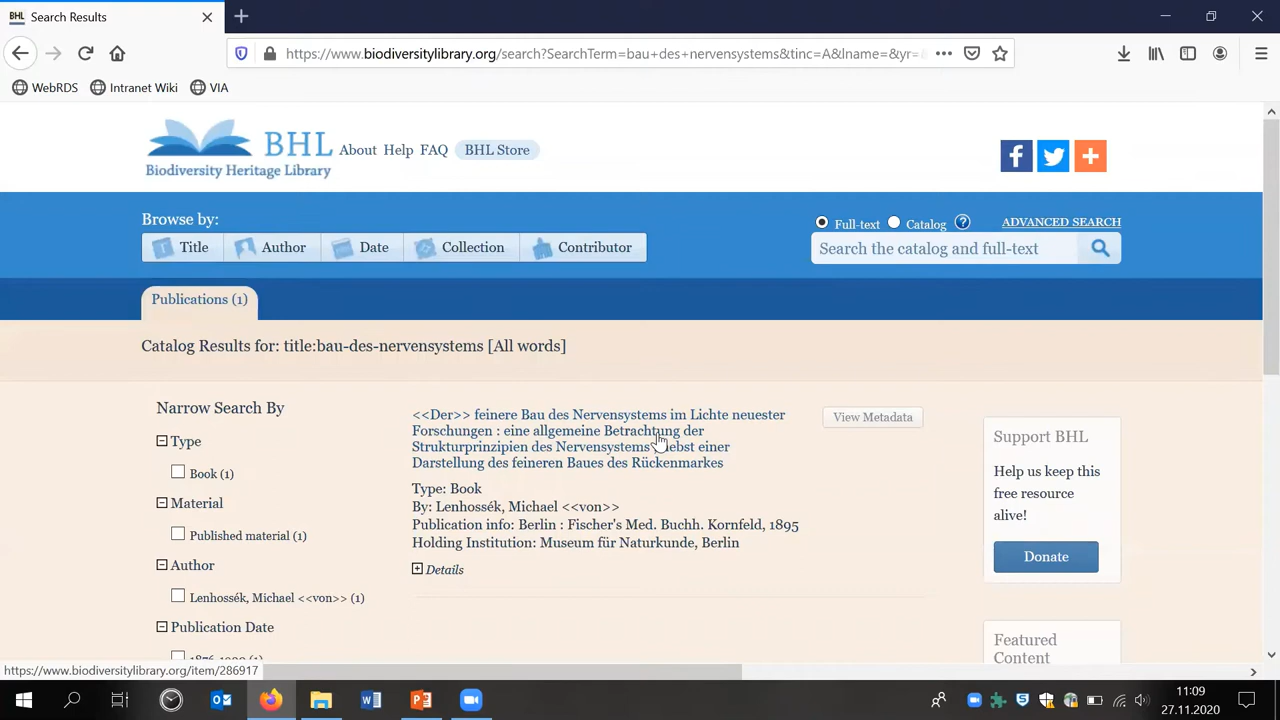 Search Results
https://www.biodiversitylibrary.org/search?SearchTerm=bau+des+nervensystems&tinc=A&lname=&yr=
WebRDS Intranet Wiki VIA
BHL
Biodiversity Heritage Library
About Help FAQ BHL Store
Browse by:
Title Author Date Collection Contributor
Full-text Catalog ? ADVANCED SEARCH
Search the catalog and full-text
Publications (1)
Catalog Results for: title:bau-des-nervensystems [All words]
Narrow Search By
Type
Book (1)
Material
Published material (1)
Author
Lenhossék, Michael <<von>> (1)
Publication Date
<<Der>> feinere Bau des Nervensystems im Lichte neuester
Forschungen : eine allgemeine Betrachtung der
Strukturprinzipien des Nervensystems nebst einer
Darstellung des feineren Baues des Rückenmarkes
Type: Book
By: Lenhossék, Michael <<von>>
Publication info: Berlin : Fischer's Med. Buchh. Kornfeld, 1895
Holding Institution: Museum für Naturkunde, Berlin
Details
View Metadata
Support BHL
Help us keep this
free resource
alive!
Donate
Featured
Content
https://www.biodiversitylibrary.org/item/286917
11:09
27.11.2020